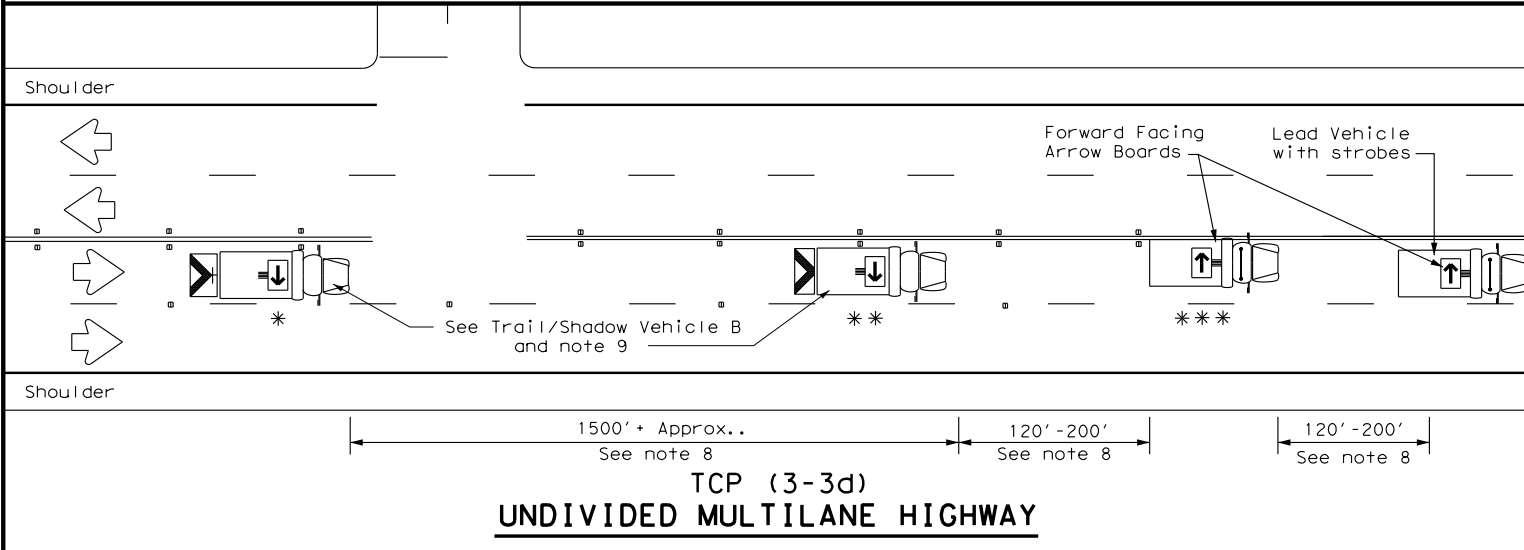 Shoulder
Forward Facing
Arrow Boards
Lead Vehicle
with strobes
*
**
***
See Trail/Shadow Vehicle B
and note 9
Shoulder
1500'+ Approx..
See note 8
120'-200'
See note 8
120'-200'
See note 8
TCP (3-3d)
UNDIVIDED MULTILANE HIGHWAY